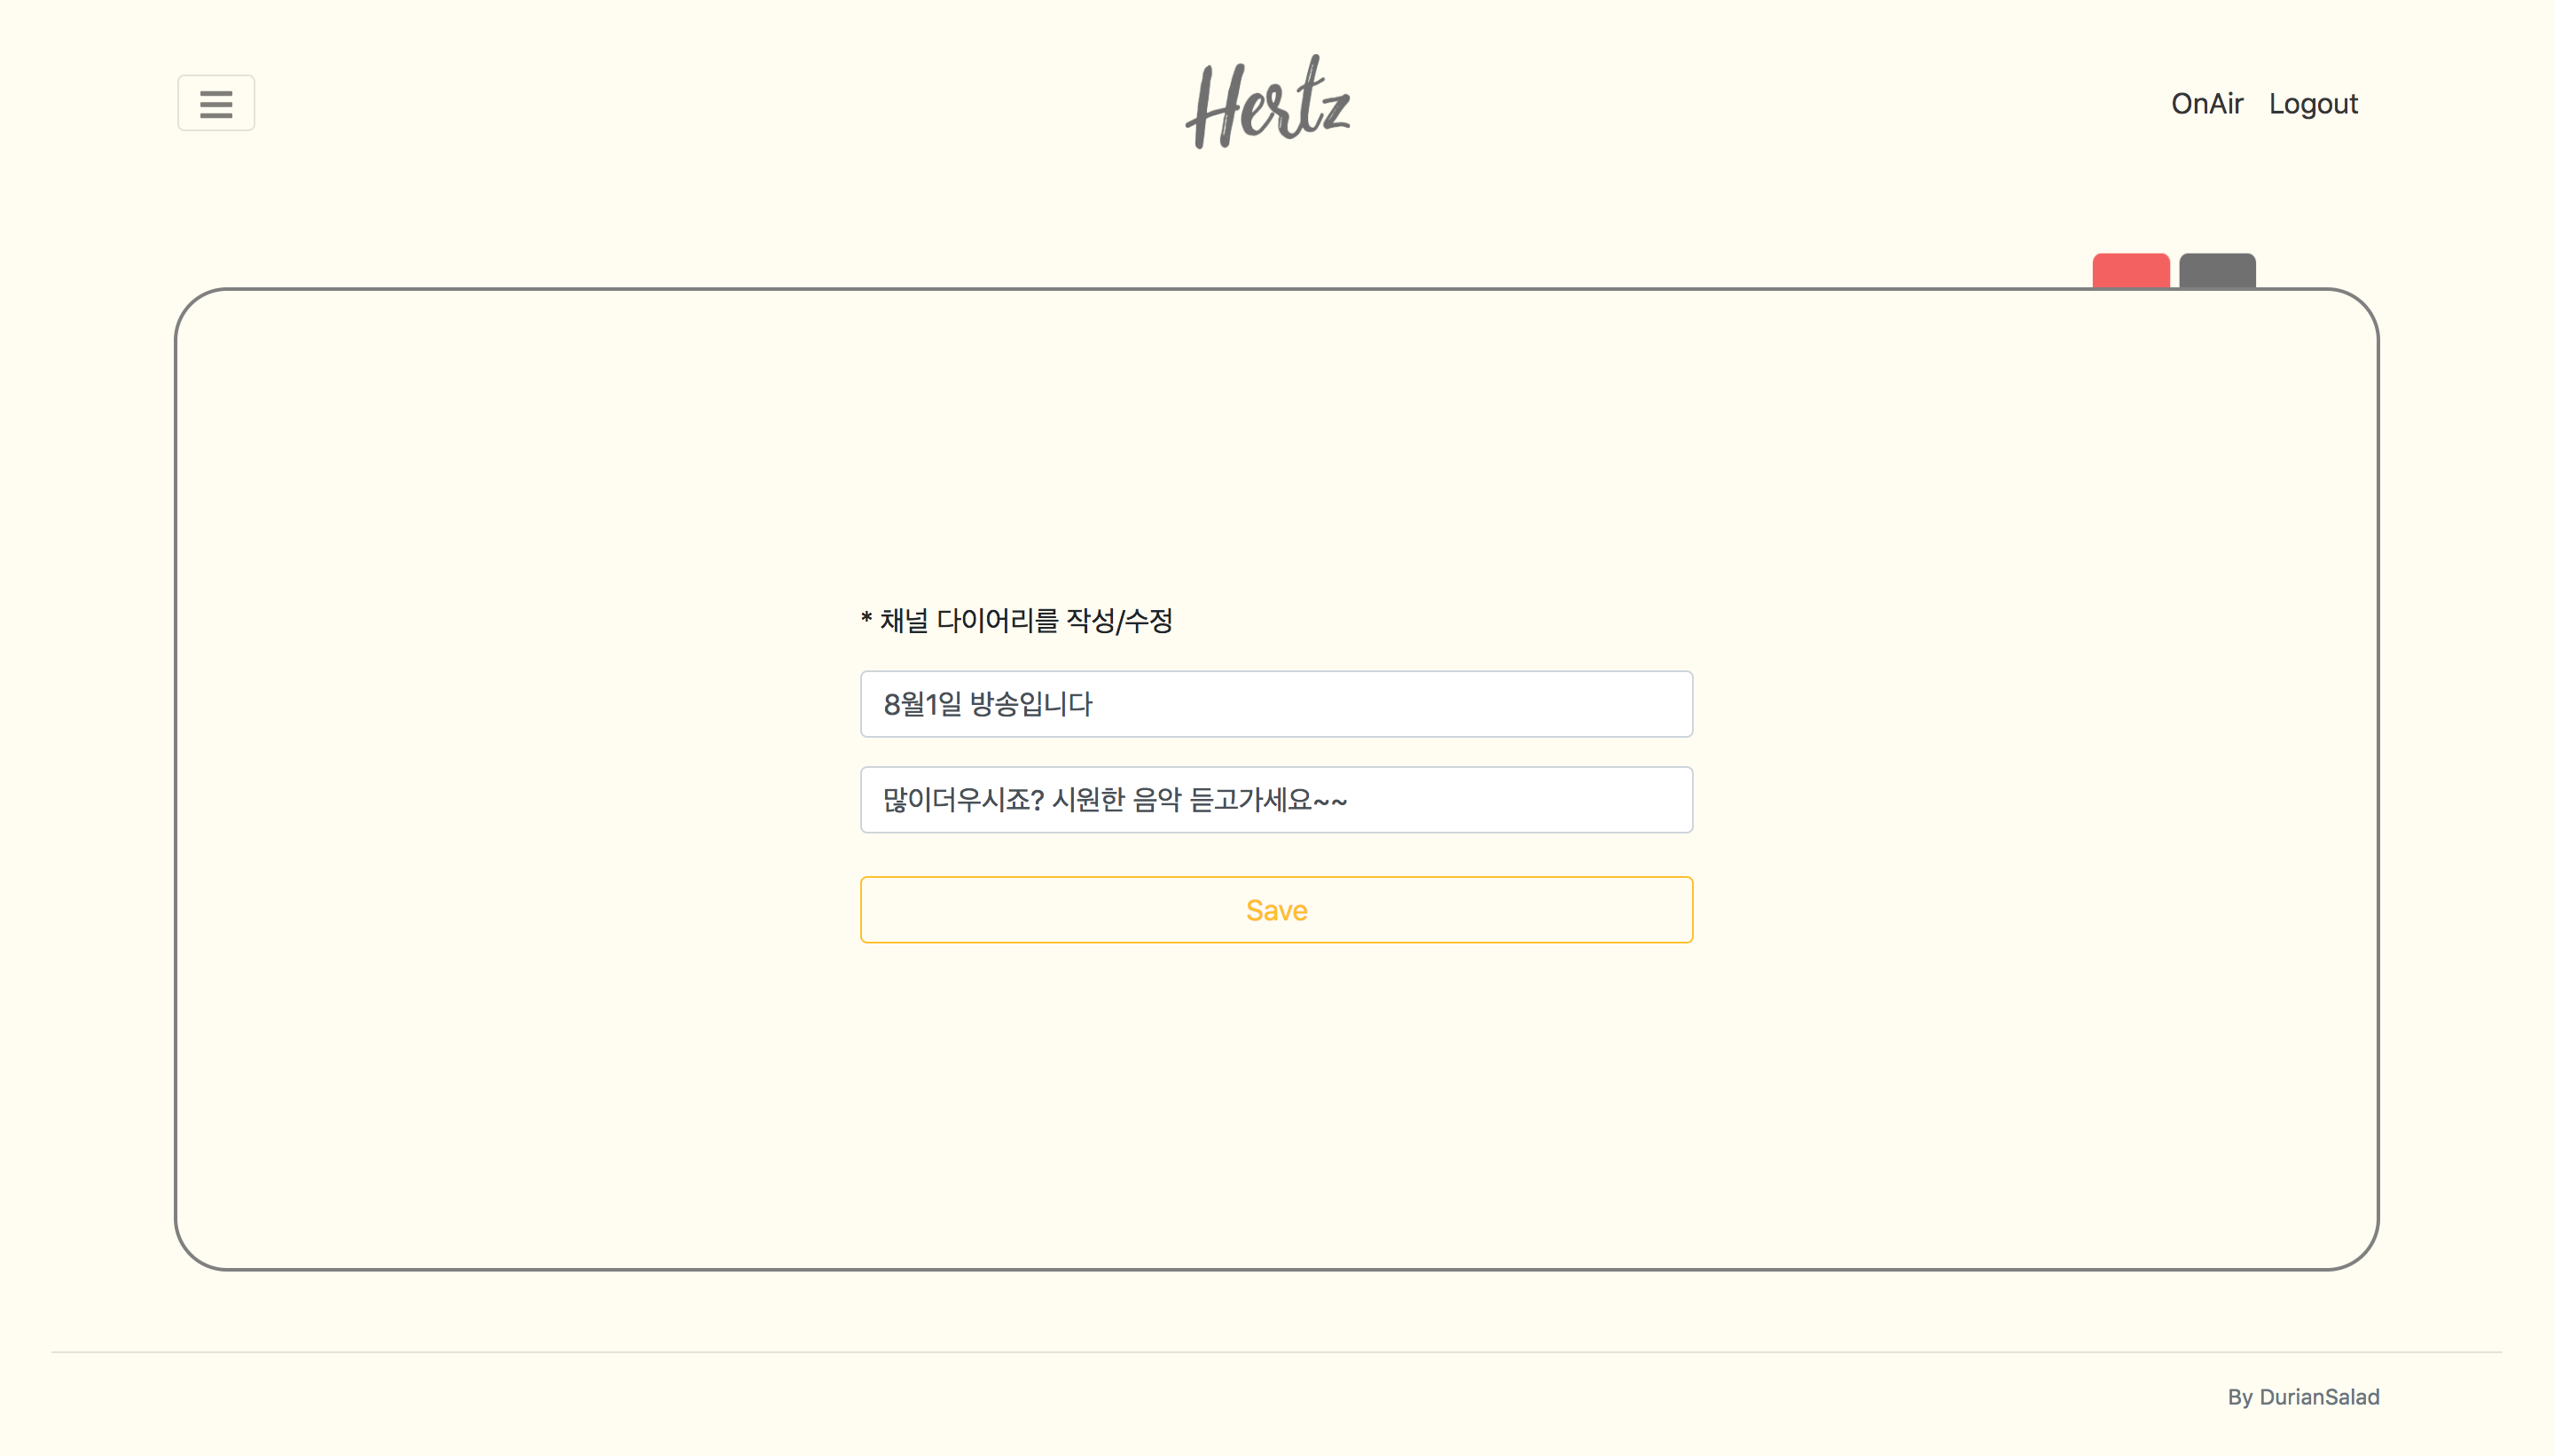 Hertz
OnAir Logout
* 채널 다이어리를 작성/수정
8월1일 방송입니다
많이더우시죠? 시원한 음악 듣고가세요~~
Save
By DurianSalad